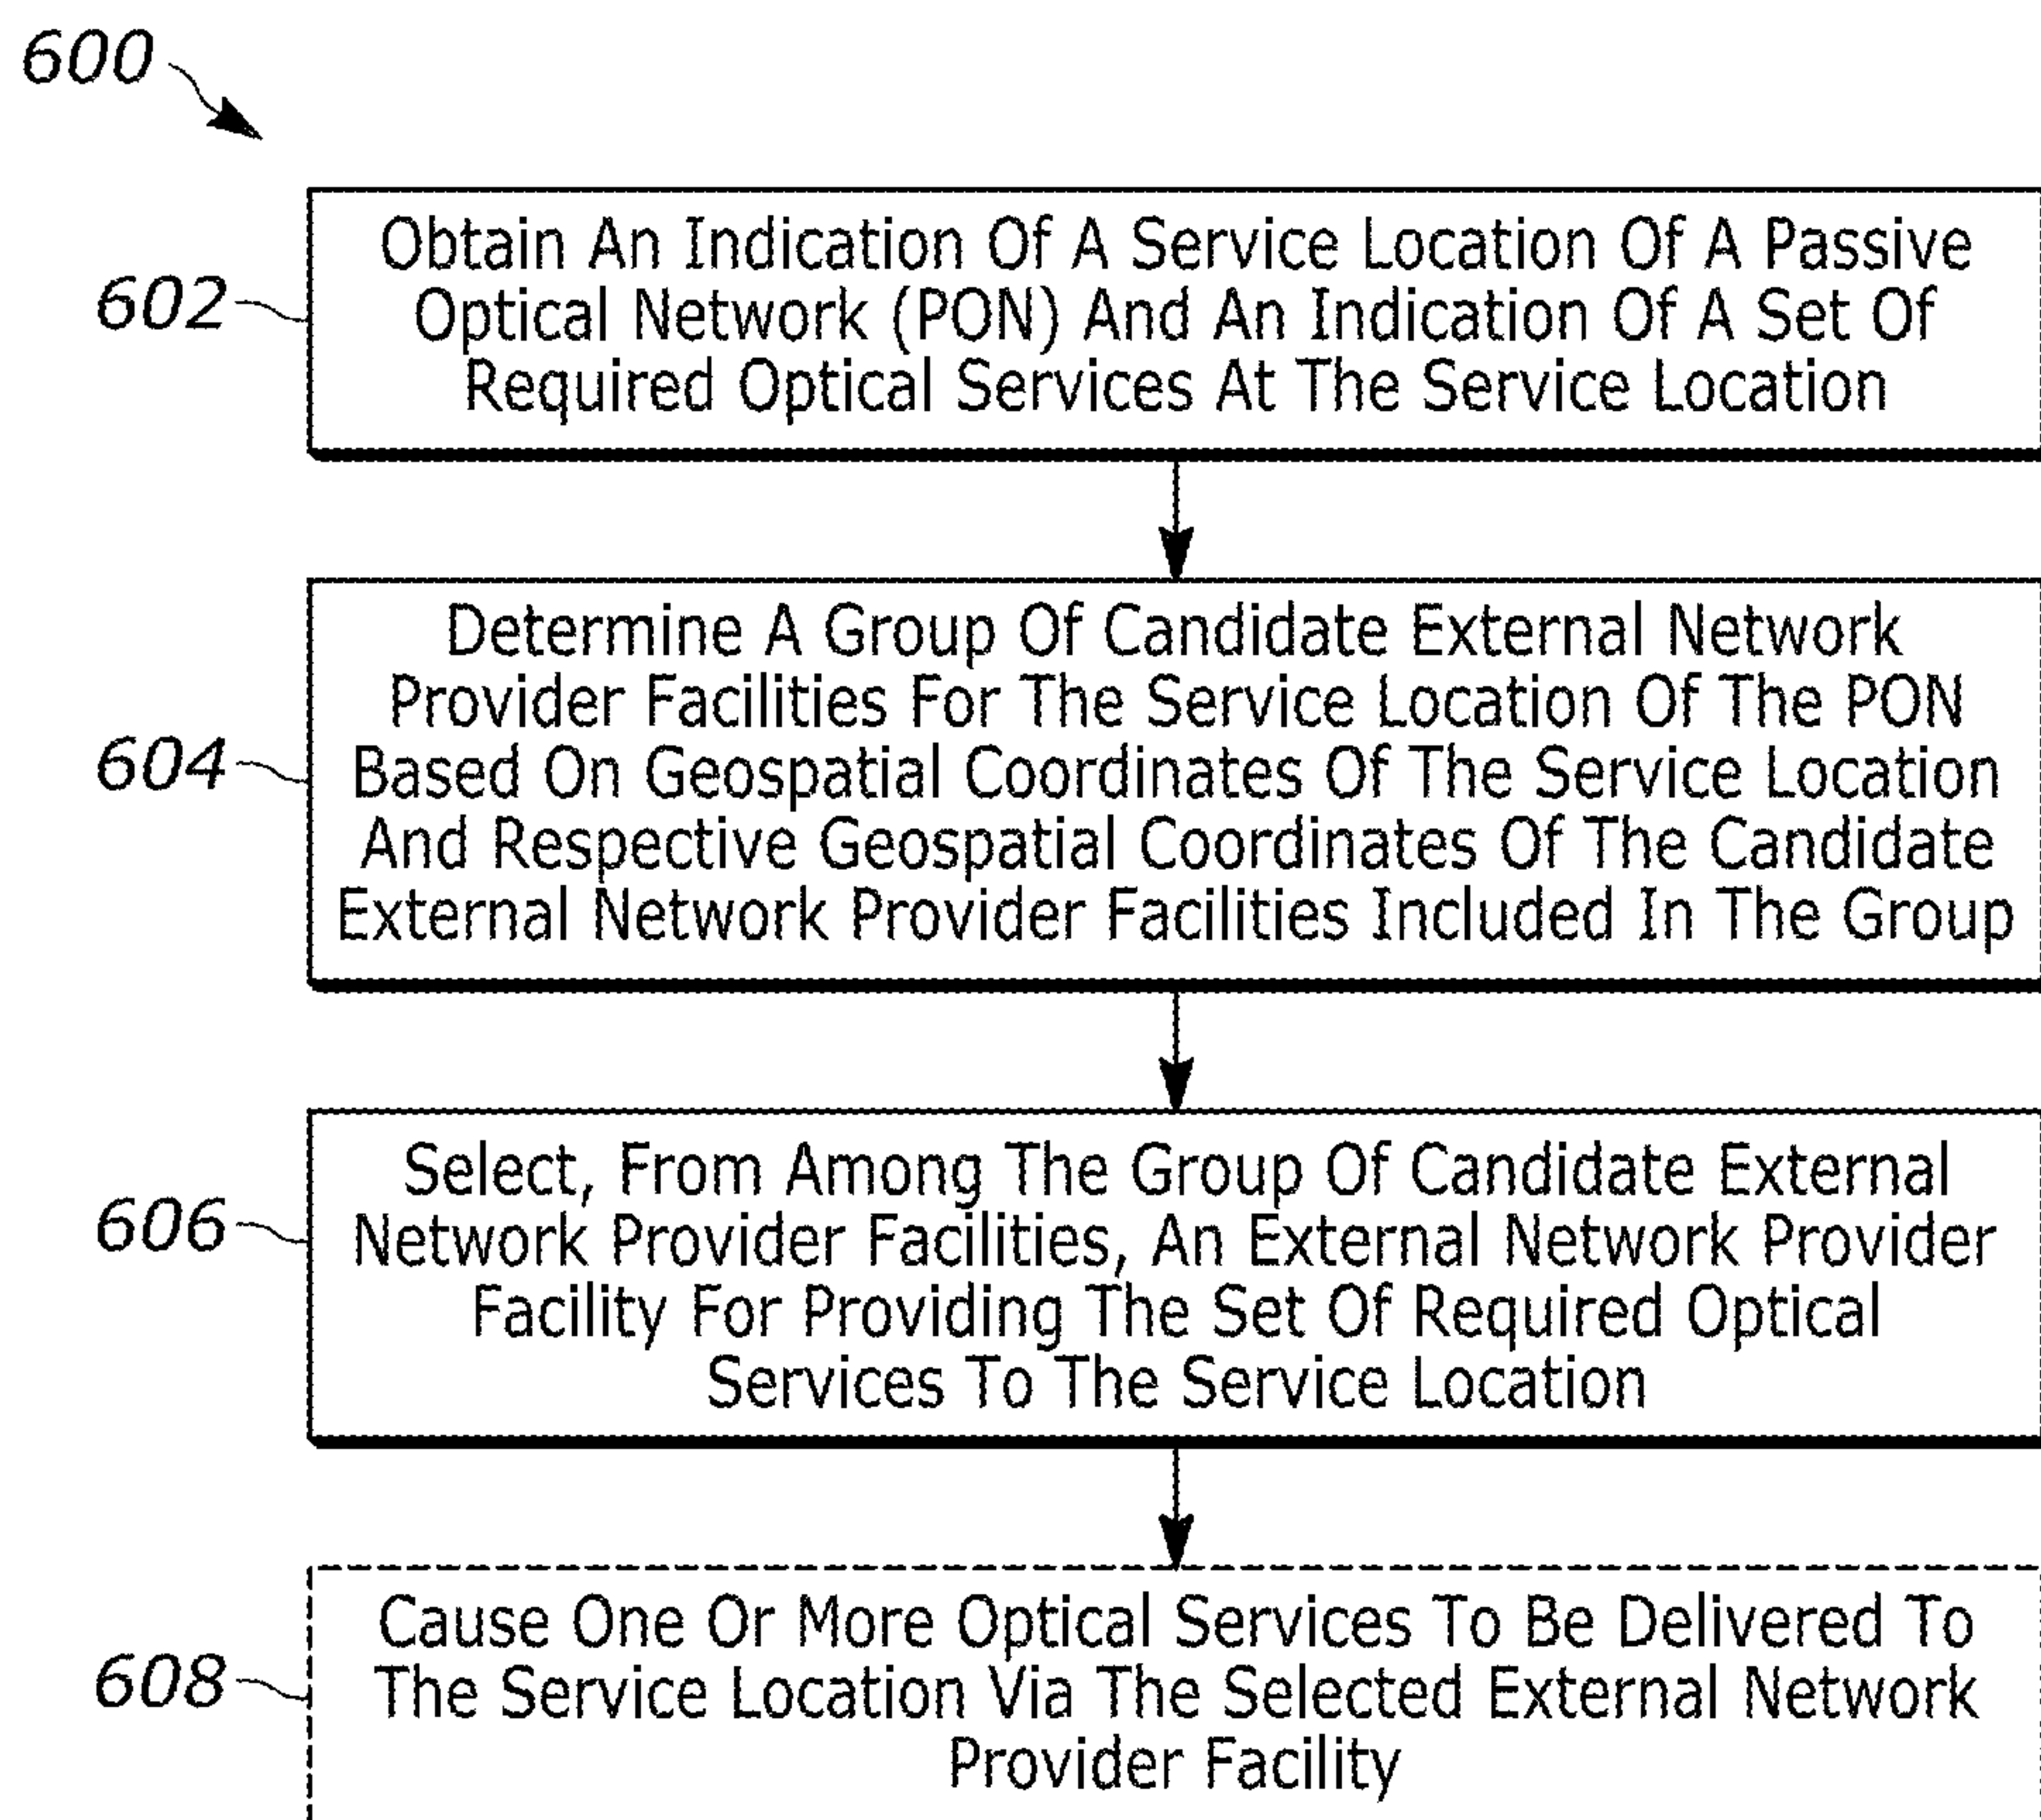 600
602
Obtain An Indication Of A Service Location Of A Passive
Optical Network (PON) And An Indication Of A Set Of
Required Optical Services At The Service Location
604
Determine A Group Of Candidate External Network
Provider Facilities For The Service Location Of The PON
Based On Geospatial Coordinates Of The Service Location
And Respective Geospatial Coordinates Of The Candidate
External Network Provider Facilities Included In The Group
606
Select, From Among The Group Of Candidate External
Network Provider Facilities, An External Network Provider
Facility For Providing The Set Of Required Optical
Services To The Service Location
608
Cause One Or More Optical Services To Be Delivered To
The Service Location Via The Selected External Network
Provider Facility